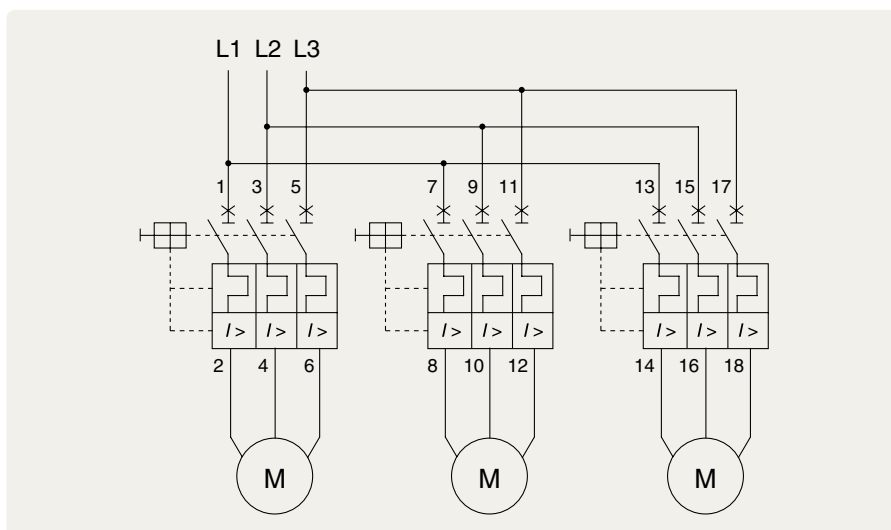 L1 L2 L3
1 3 5 7 9 11 13 15 17
I > I > I > I > I > I > I > I > I >
2 4 6 8 10 12 14 16 18
M M M